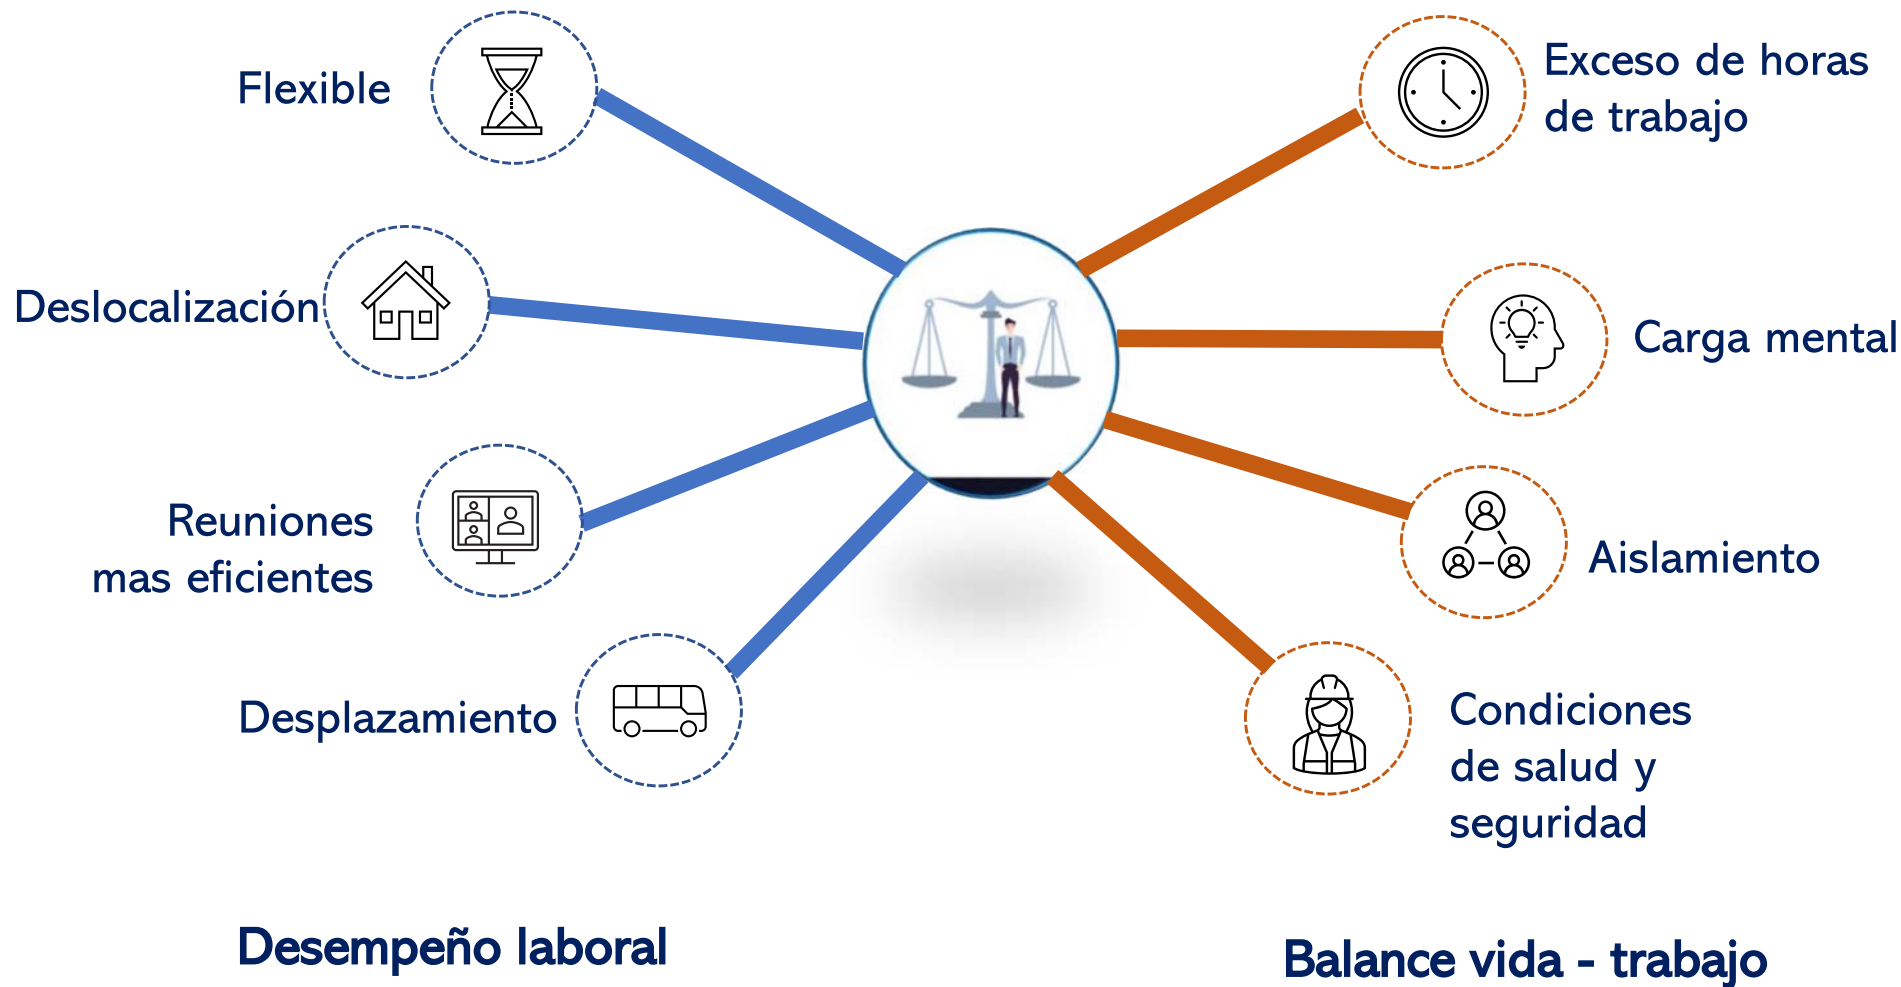 Flexible
Deslocalización
Reuniones
mas eficientes
Desplazamiento
Desempeño laboral
Exceso de horas
de trabajo
Carga mental
Aislamiento
Condiciones
de salud y
seguridad
Balance vida - trabajo